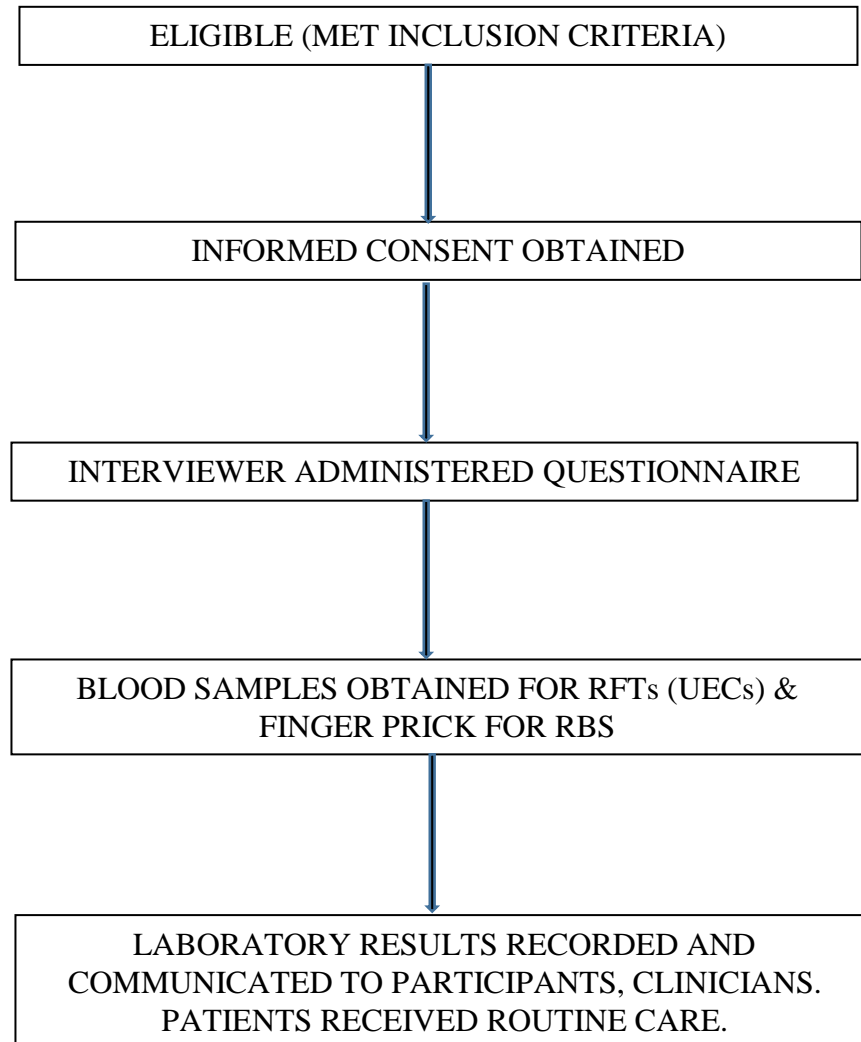 ELIGIBLE (MET INCLUSION CRITERIA)
INFORMED CONSENT OBTAINED
INTERVIEWER ADMINISTERED QUESTIONNAIRE
BLOOD SAMPLES OBTAINED FOR RFTs (UECs) &
FINGER PRICK FOR RBS
LABORATORY RESULTS RECORDED AND
COMMUNICATED TO PARTICIPANTS, CLINICIANS.
PATIENTS RECEIVED ROUTINE CARE.